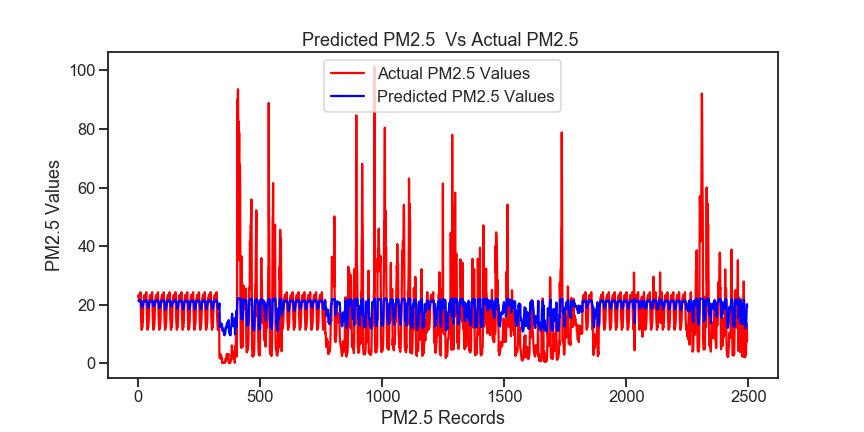 Predicted PM2.5  Vs Actual PM2.5
Actual PM2.5 Values
Predicted PM2.5 Values
PM2.5 Values
100
80
60
40
20
0
0 500 1000 1500 2000 2500
PM2.5 Records